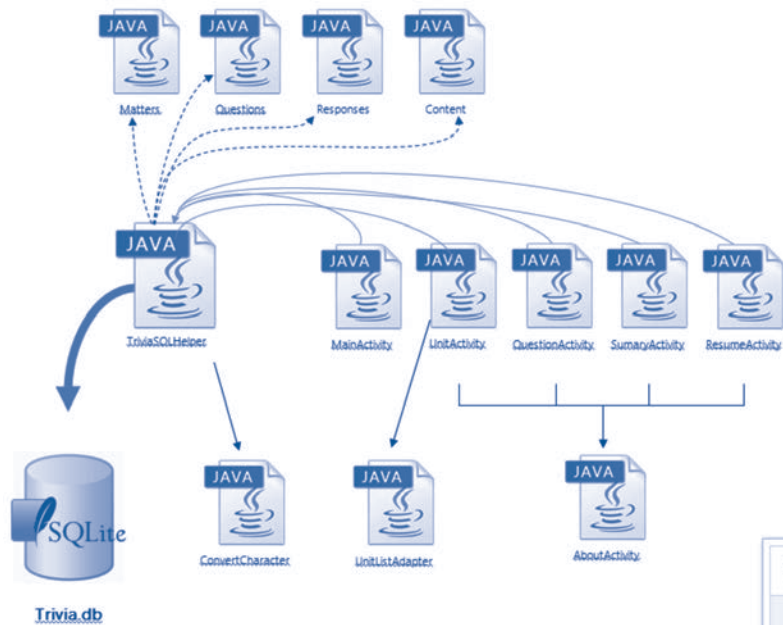 JAVA
JAVA
JAVA
JAVA
Matters
Questions
Responses
Content
JAVA
JAVA
JAVA
JAVA
JAVA
JAVA
TriviaSQLHelper
MainActivity
UnitActivity
QuestionActivity
SumaryActivity
ResumeActivity
JAVA
JAVA
JAVA
SQLite
ConvertCharacter
UnitListAdapter
AboutActivity
Trivia.db